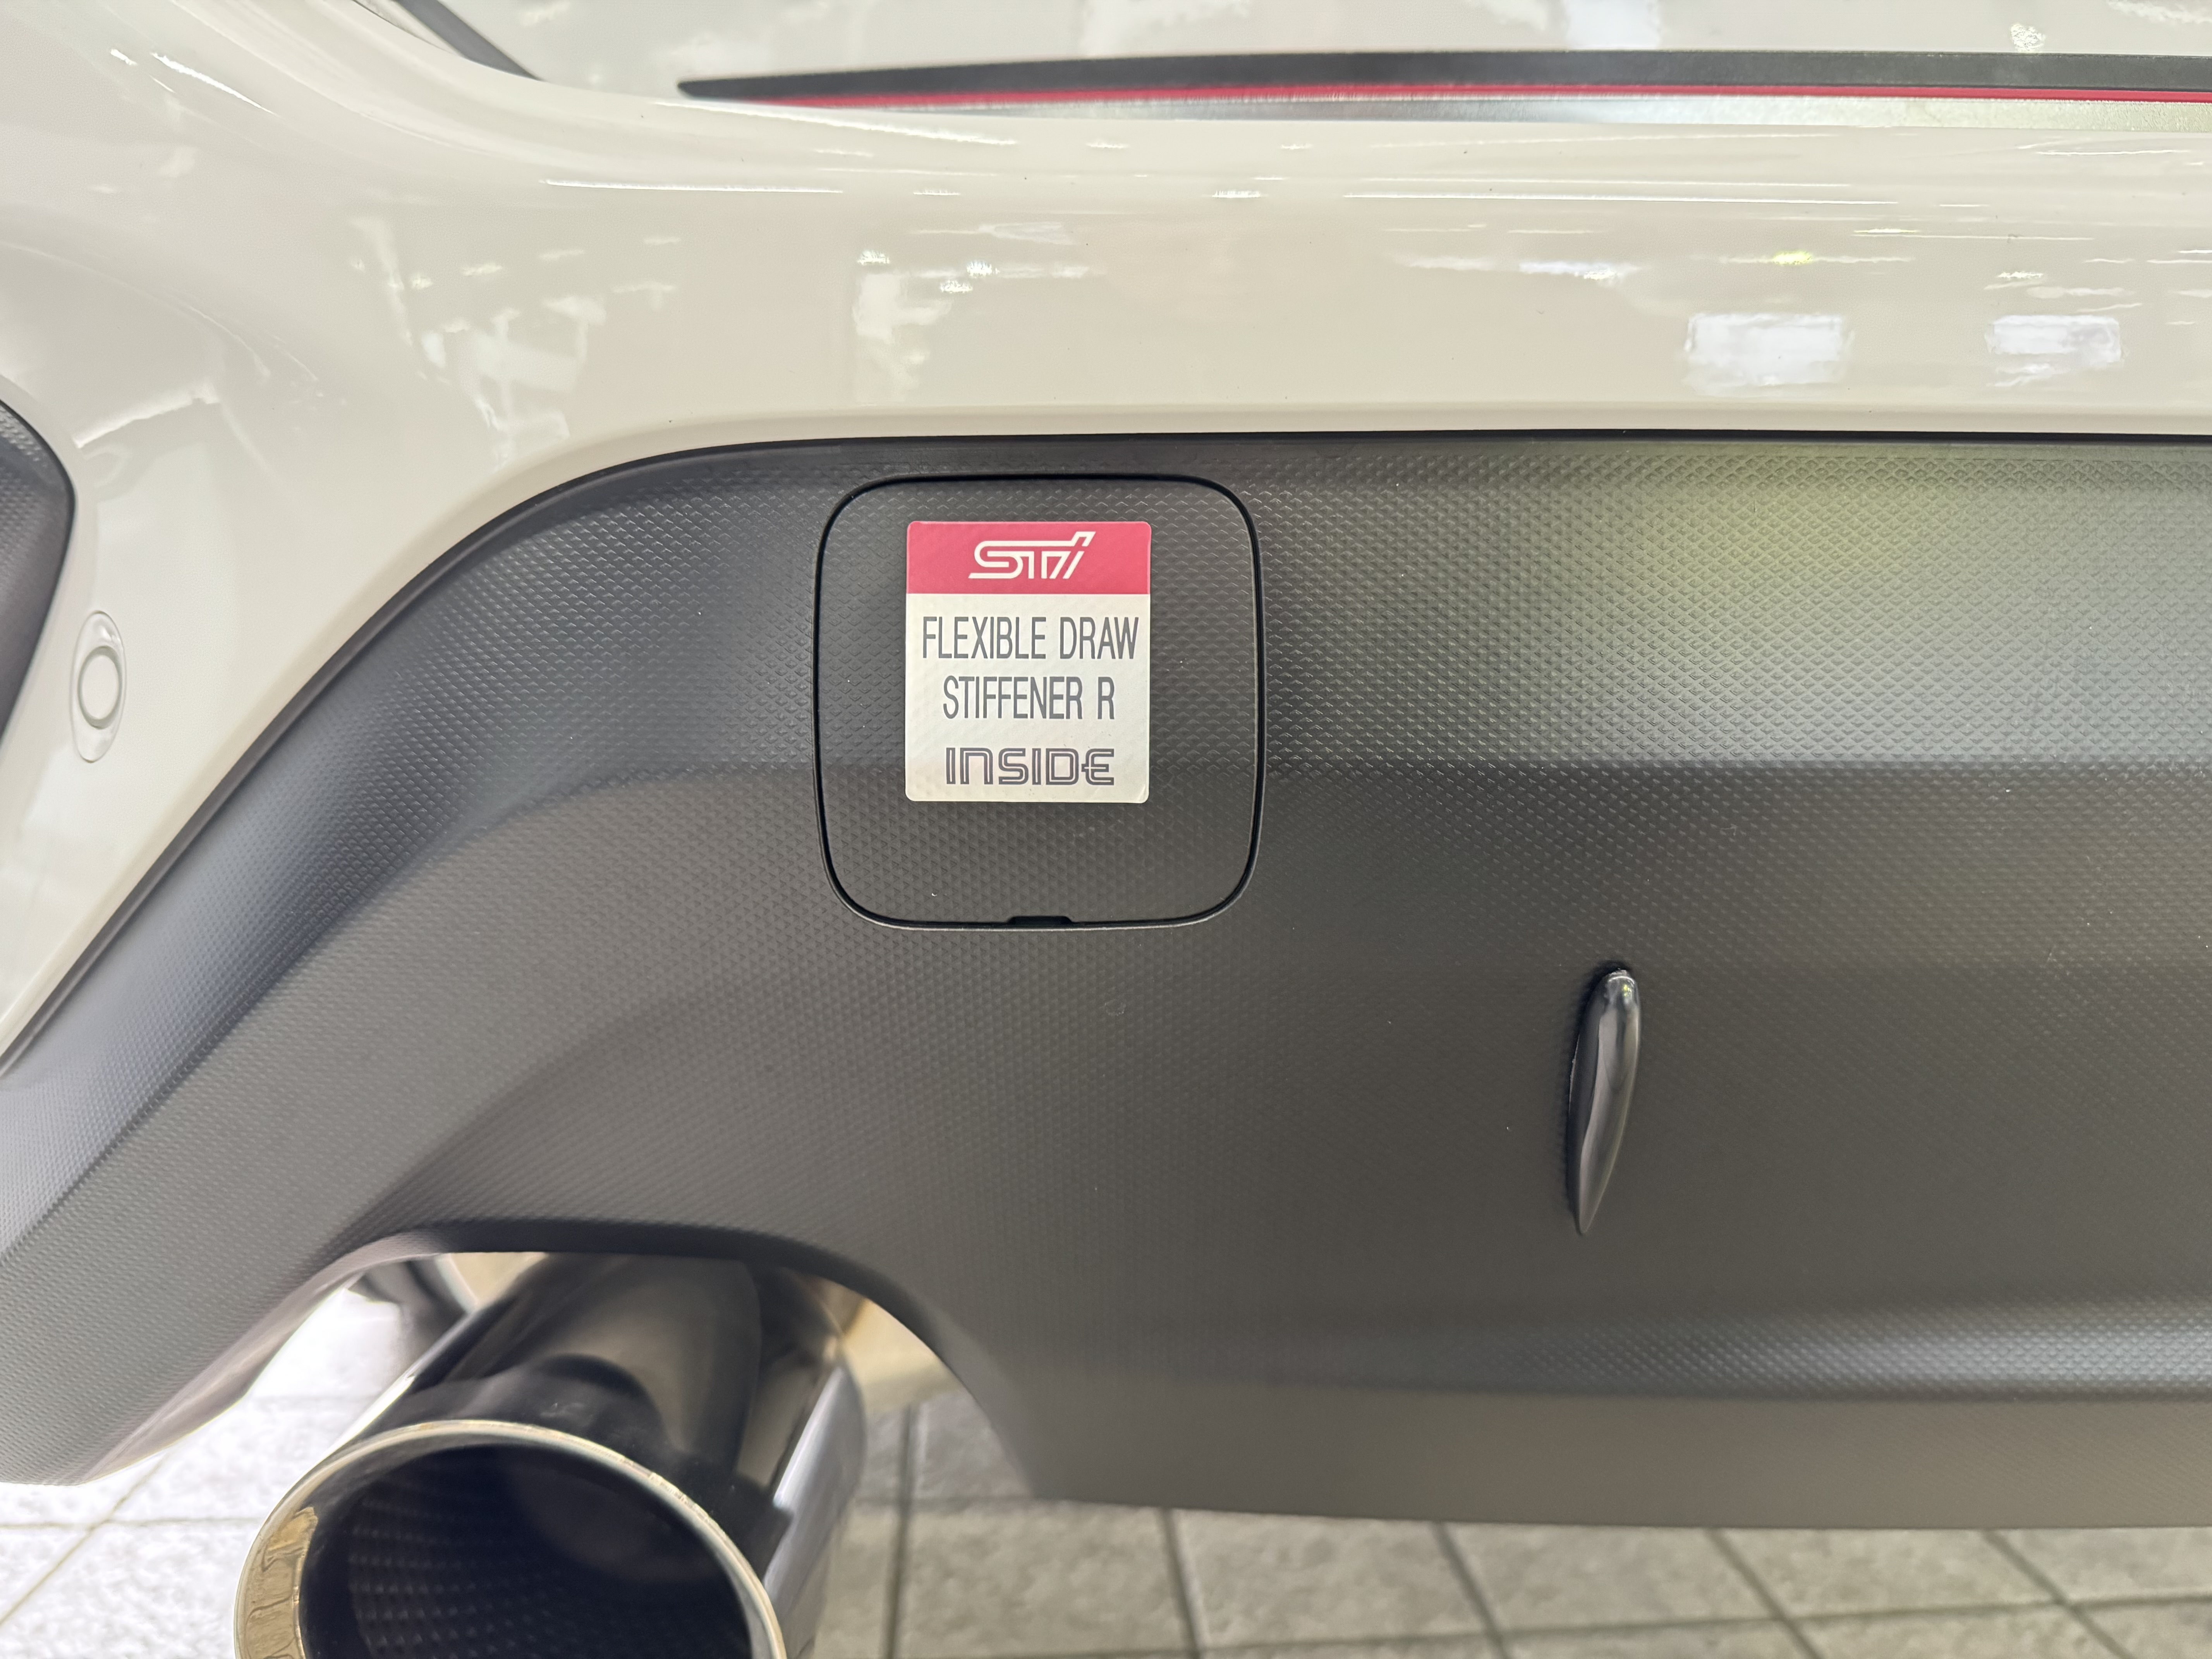 STI
FLEXIBLE DRAW
STIFFENER R
INSIDE